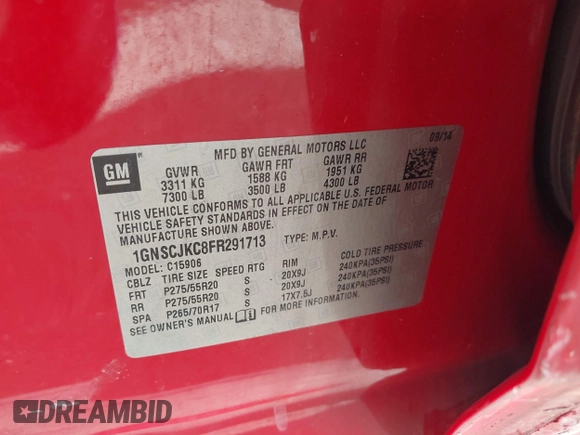 09/14
MFD BY GENERAL MOTORS LLC
GM
GVWR GAWR FRT GAWR RR
3311 KG 1588 KG 1951 KG
7300 LB 3500 LB 4300 LB
THIS VEHICLE CONFORMS TO ALL APPLICABLE U.S. FEDERAL MOTOR
VEHICLE SAFETY STANDARDS IN EFFECT ON THE DATE OF
MANUFACTURE SHOWN ABOVE.
1GNSCJKC8FR291713 TYPE: M.P.V.
MODEL: C15906
COLD TIRE PRESSURE
CBLZ TIRE SIZE SPEED RTG RIM
FRT P275/55R20 S 20X9J 240KPA(35PSI)
RR P275/55R20 S 20X9J 240KPA(35PSI)
SPA P265/70R17 S 17X7.5J 240KPA(35PSI)
SEE OWNER'S MANUAL FOR MORE INFORMATION.
DREAMBID